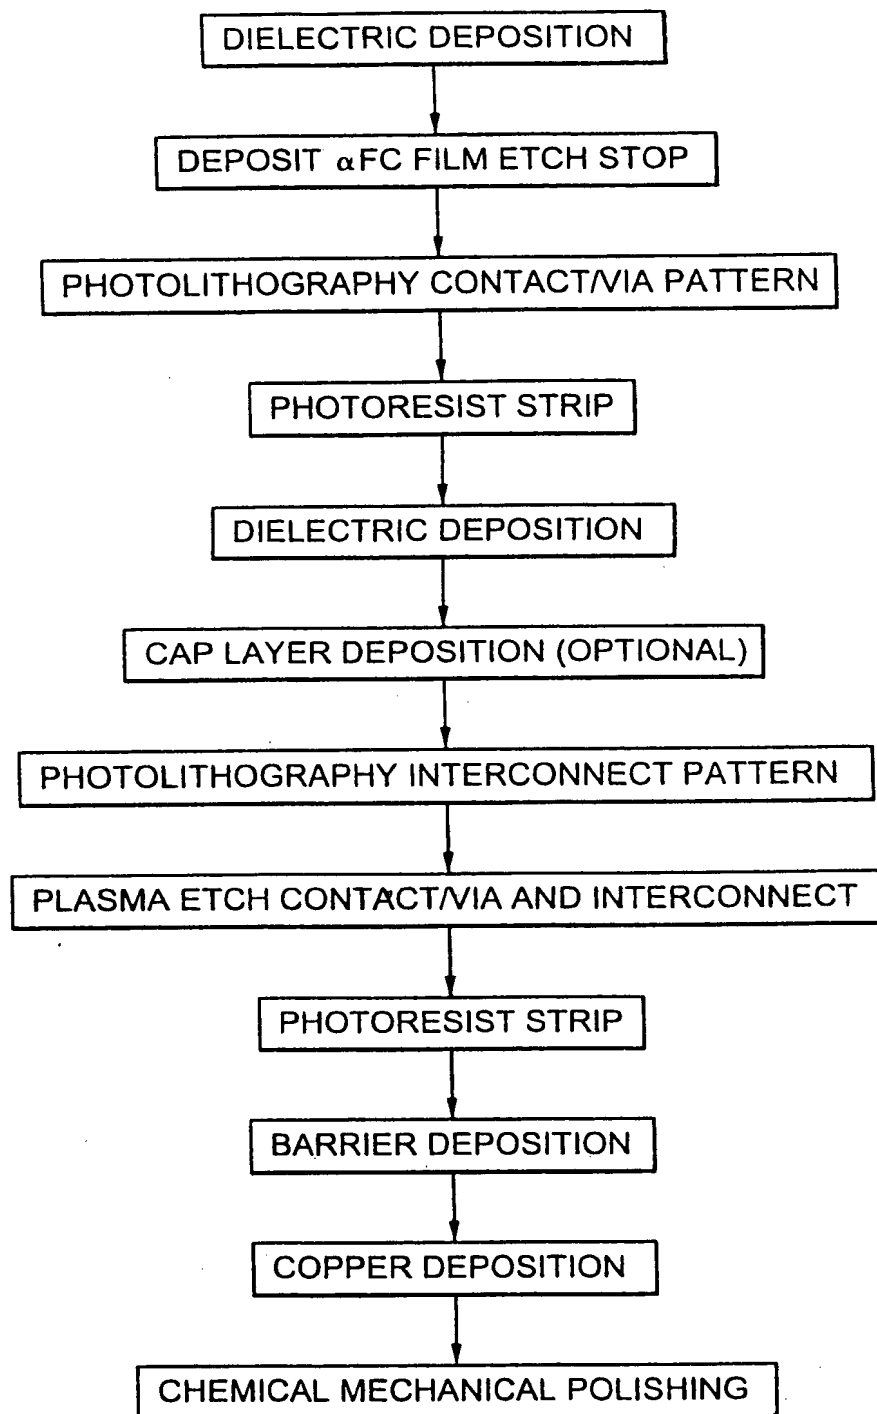 DIELECTRIC DEPOSITION
DEPOSIT αFC FILM ETCH STOP
PHOTOLITHOGRAPHY CONTACT/VIA PATTERN
PHOTORESIST STRIP
DIELECTRIC DEPOSITION
CAP LAYER DEPOSITION (OPTIONAL)
PHOTOLITHOGRAPHY INTERCONNECT PATTERN
PLASMA ETCH CONTACT/VIA AND INTERCONNECT
PHOTORESIST STRIP
BARRIER DEPOSITION
COPPER DEPOSITION
CHEMICAL MECHANICAL POLISHING